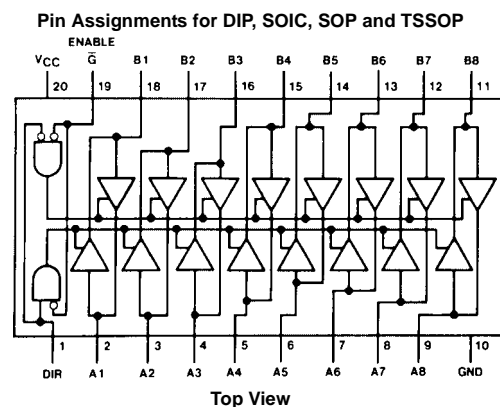 Pin Assignments for DIP, SOIC, SOP and TSSOP
ENABLE
VCC G B1 B2 B3 B4 B5 B6 B7 B8
20 19 18 17 16 15 14 13 12 11
1 2 3 4 5 6 7 8 9 10
DIR A1 A2 A3 A4 A5 A6 A7 A8 GND
Top View